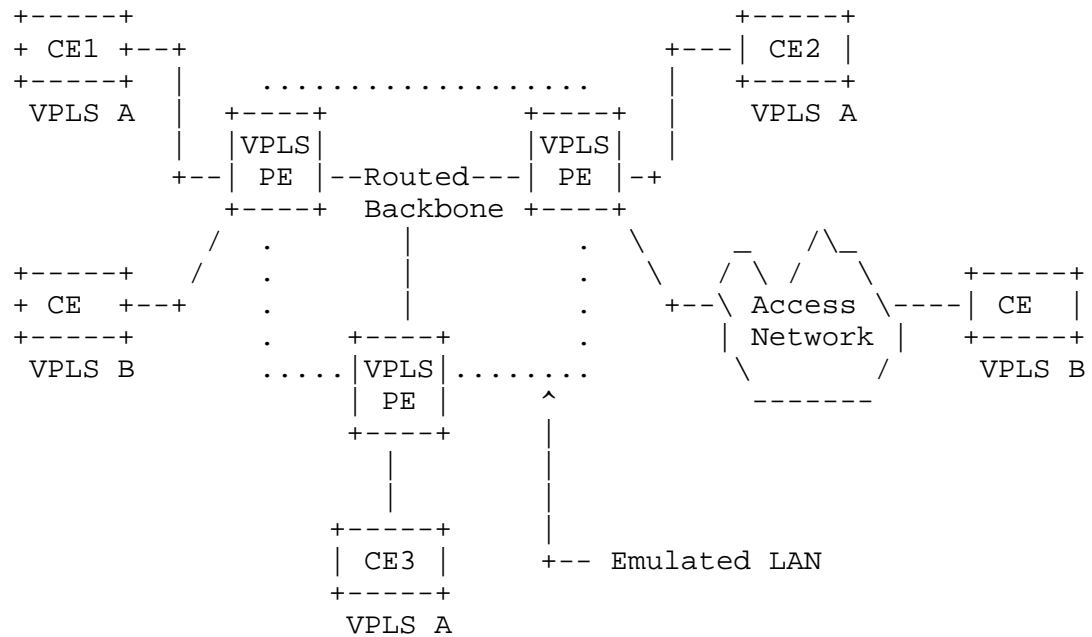 CE1 CE2
VPLS A VPLS A
VPLS VPLS
PE Routed PE
Backbone
CE Access CE
Network
VPLS B VPLS VPLS B
PE
CE3 Emulated LAN
VPLS A